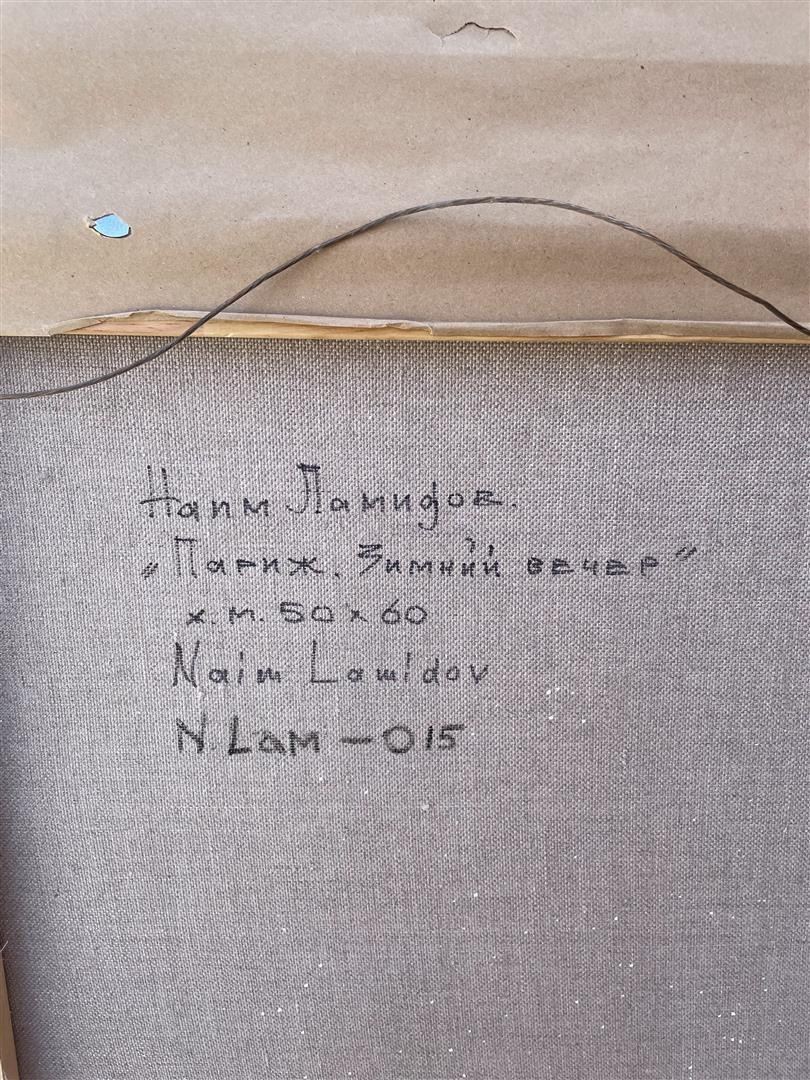 Наим Ламидов.
„Париж. Зимний вечер"
х.м. 50 х 60
Naim Lamidov
N.Lam – 015